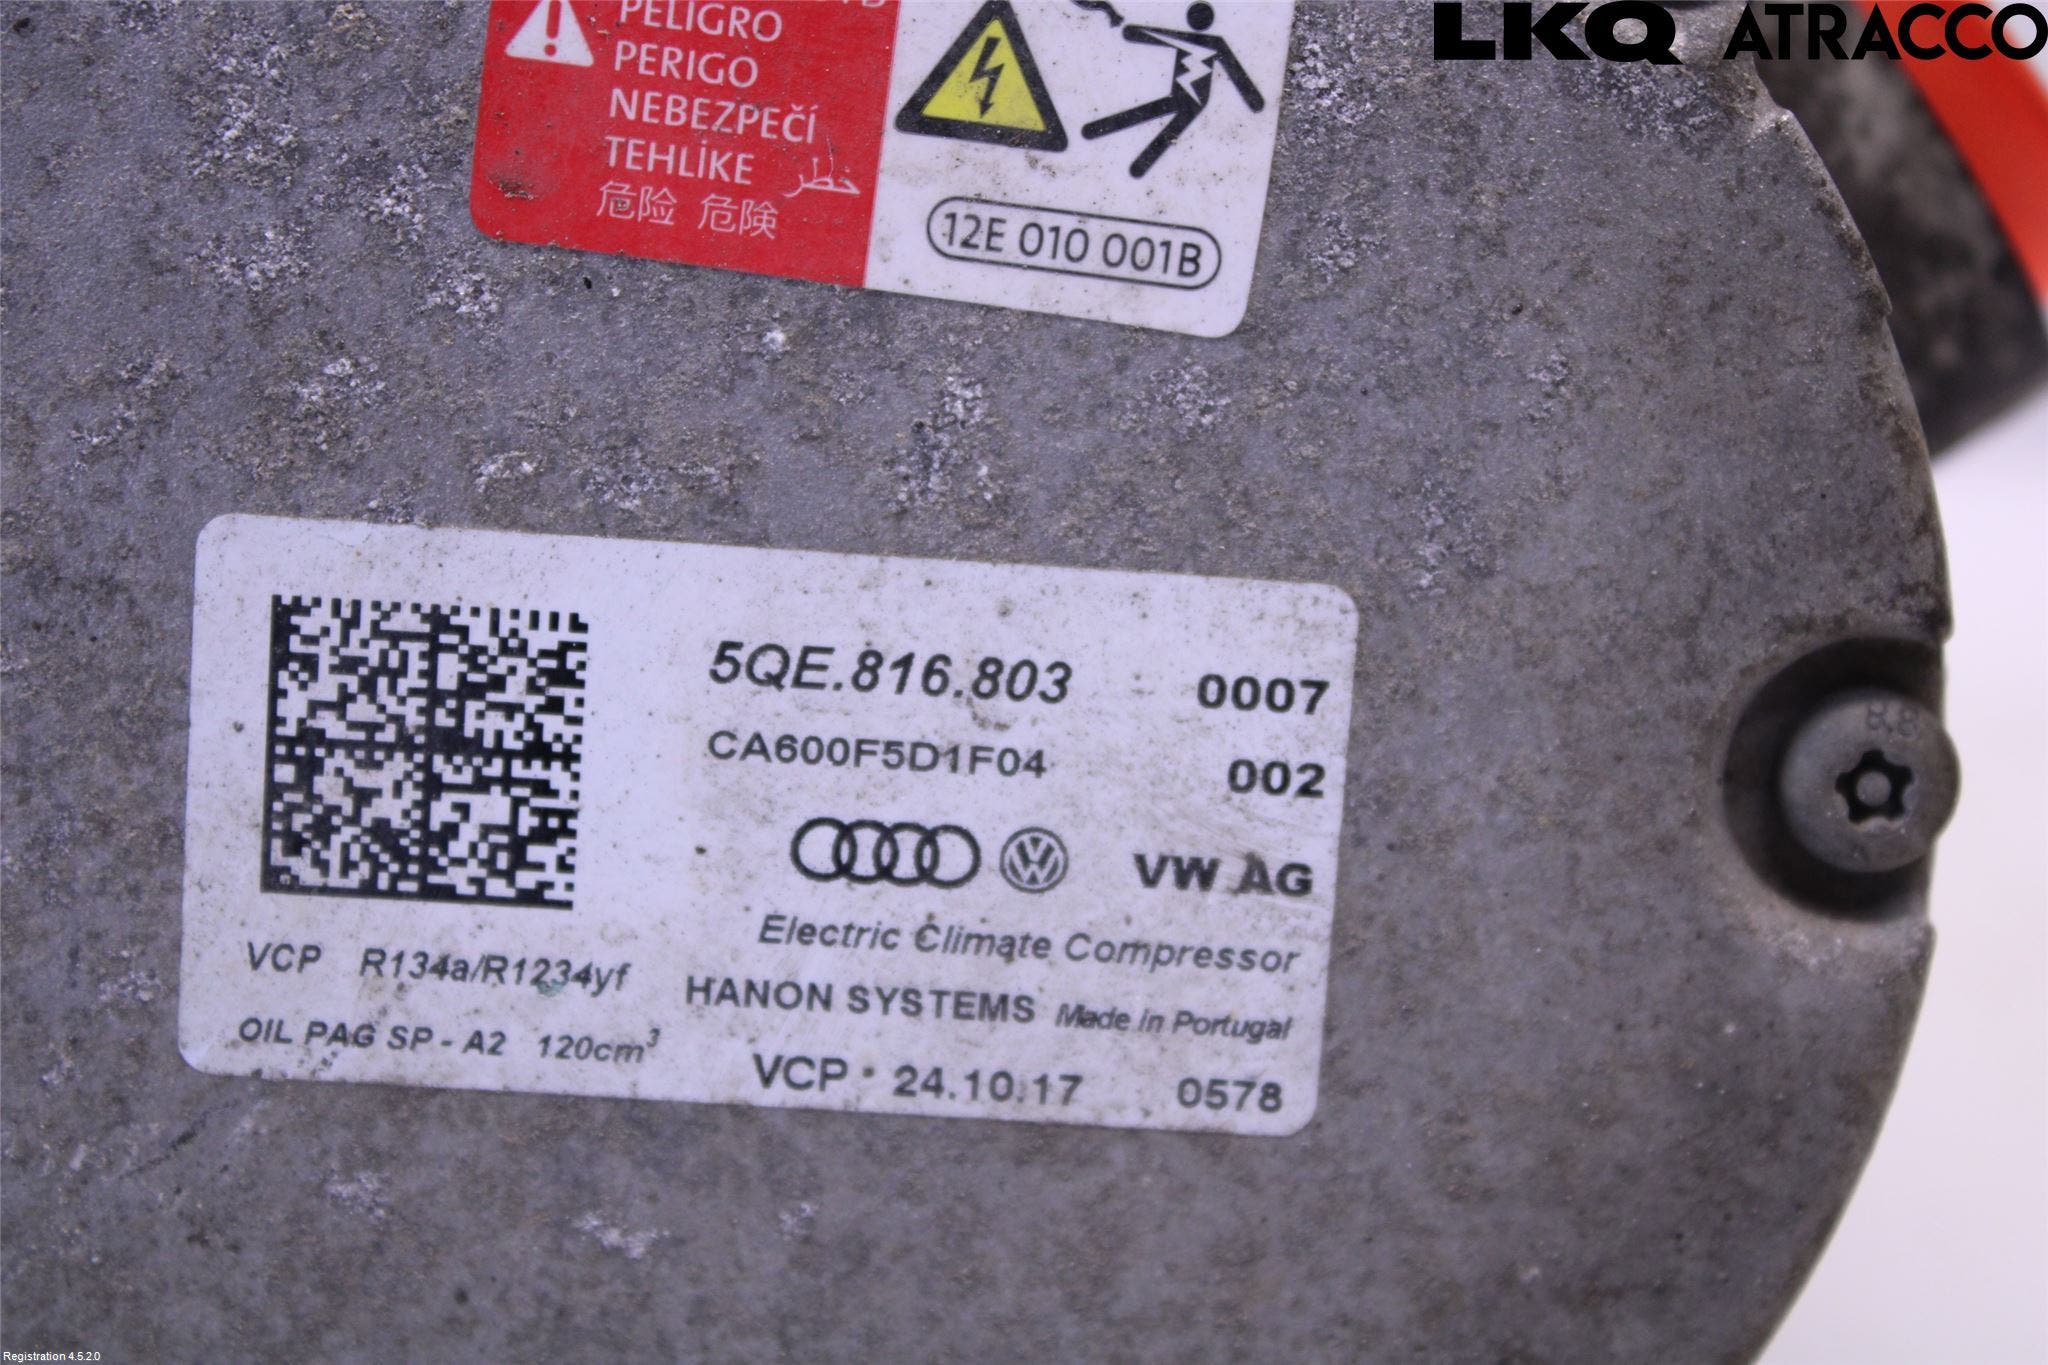 LKQ ATRACCO
PELIGRO
PERIGO
NEBEZPEČÍ
TEHLİKE خطر
危险 危険
12E 010 001B
5QE.816.803 0007
CA600F5D1F04 002
VW AG
Electric Climate Compressor
VCP R134a/R1234yf
HANON SYSTEMS Made in Portugal
OIL PAG SP - A2 120cm³
VCP 24.10.17 0578
8.8
Registration 4.5.2.0